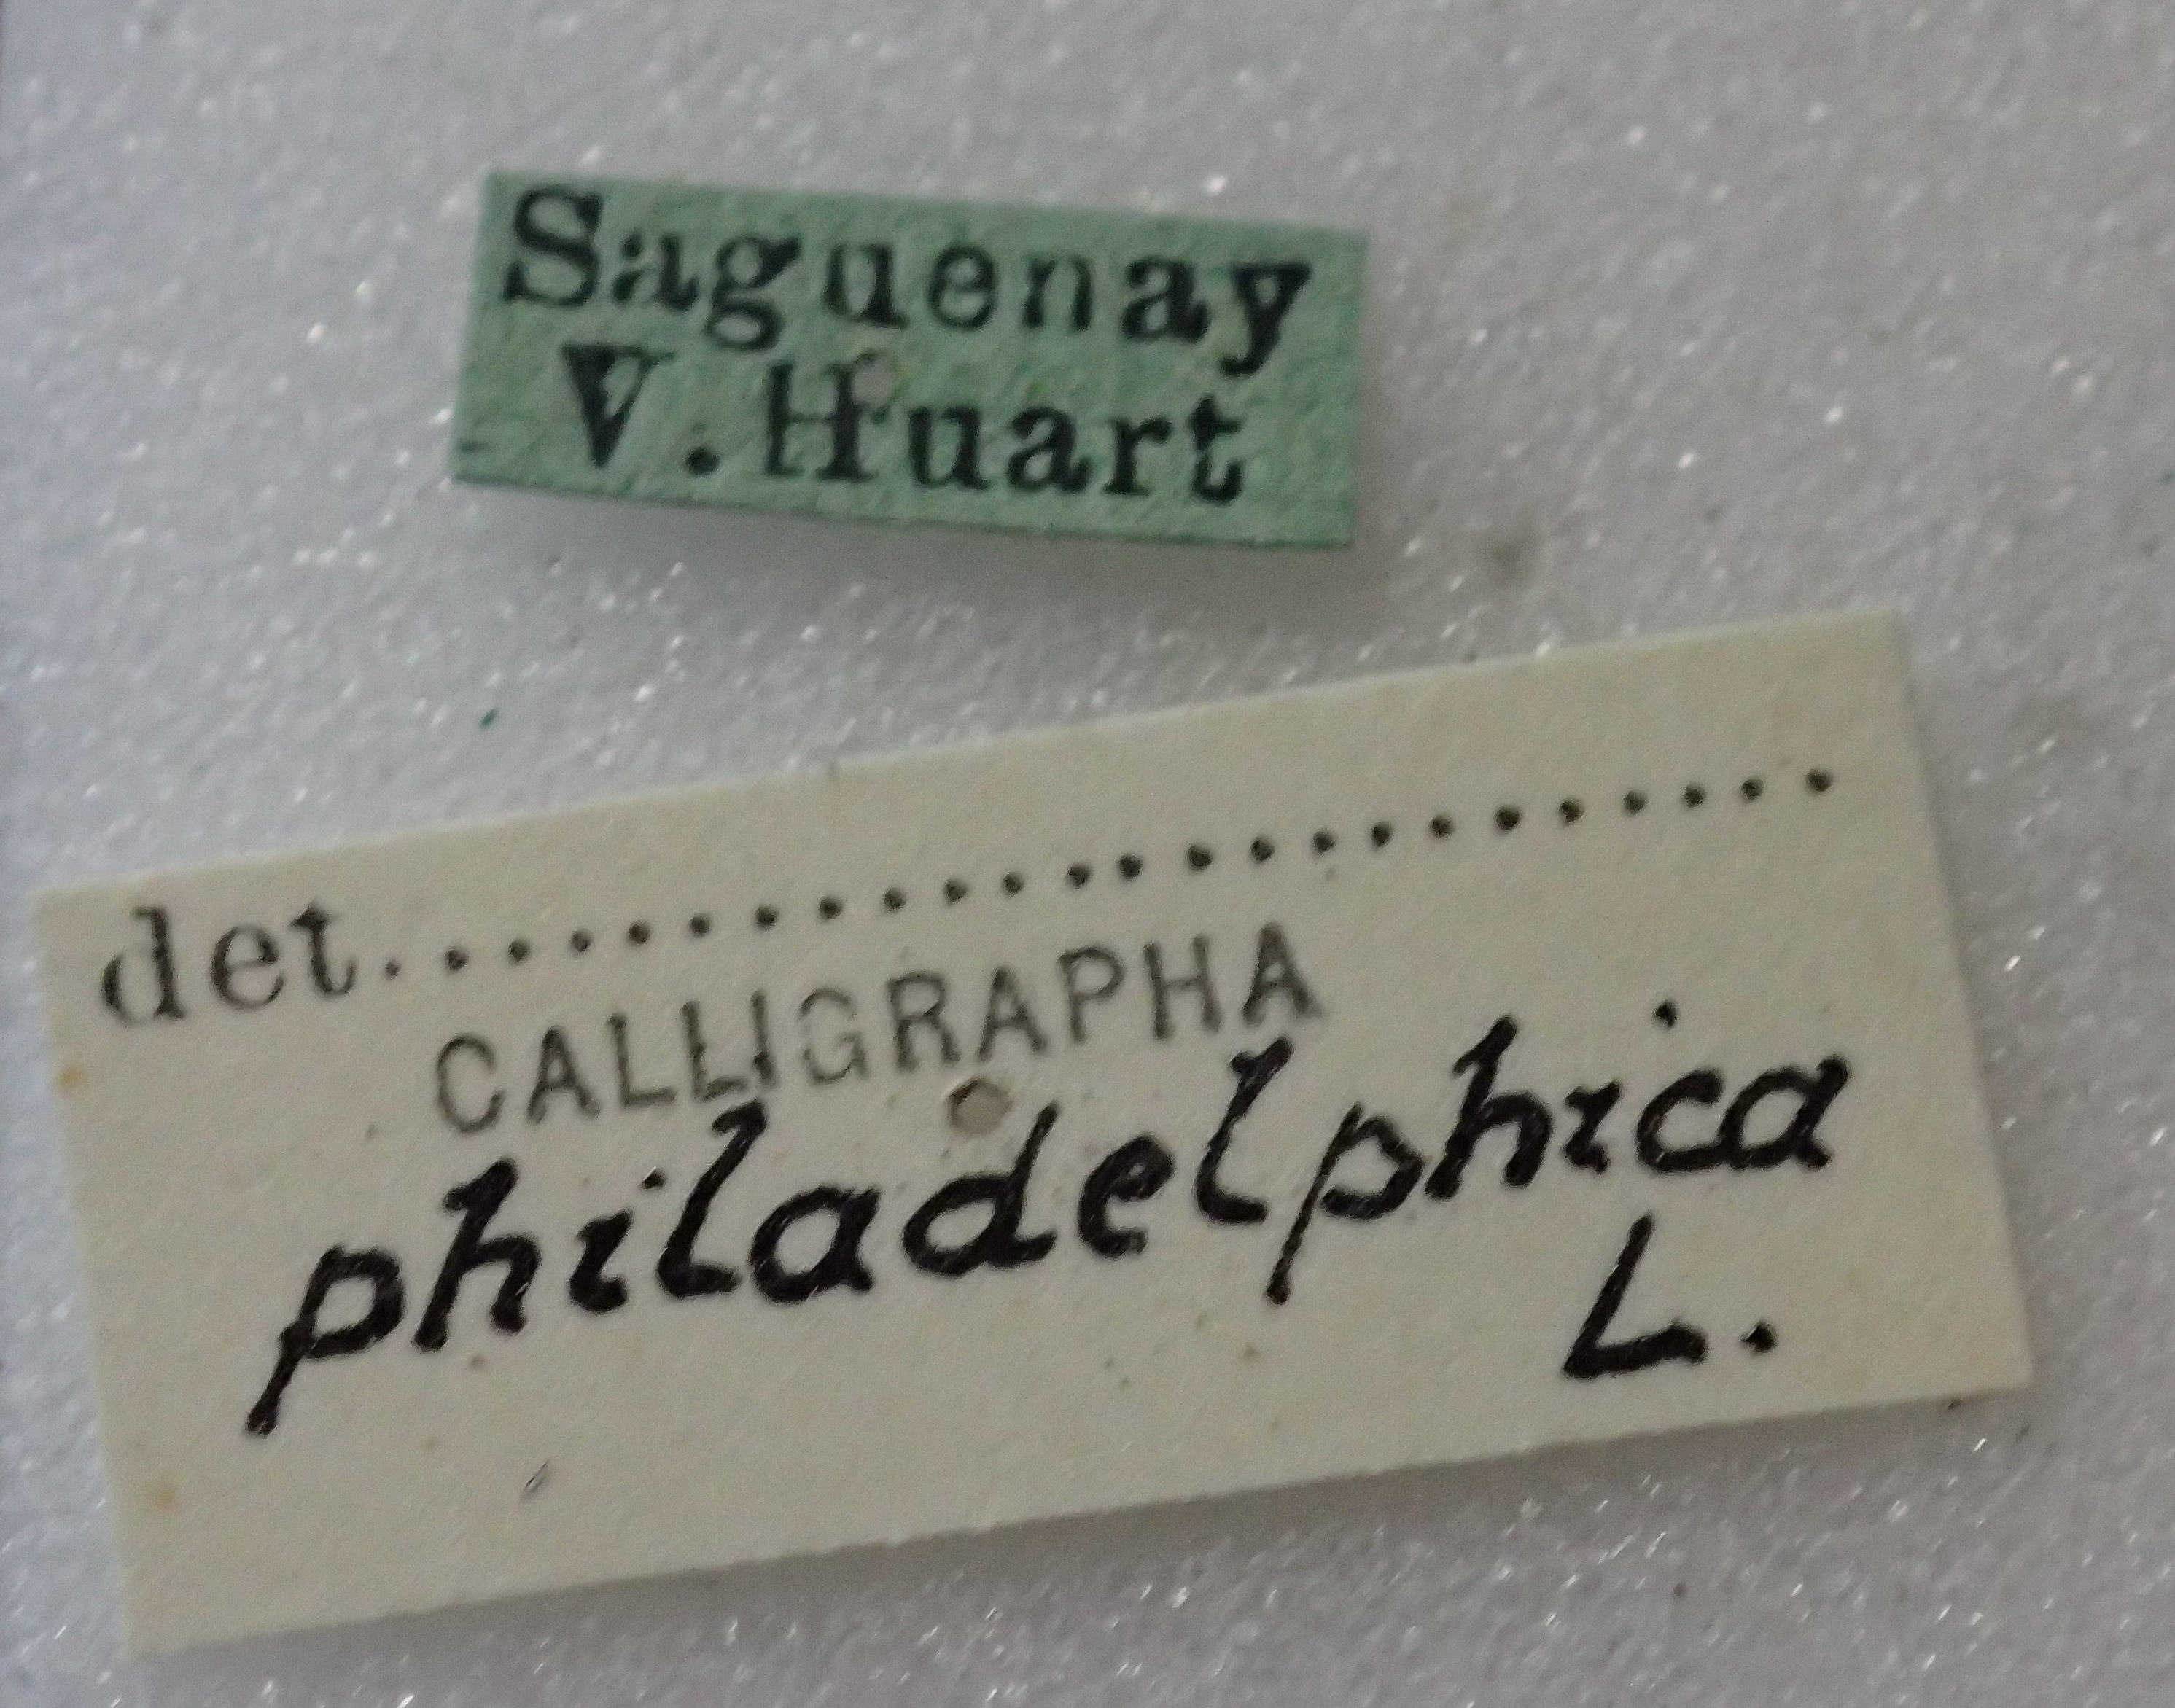 Saguenay
V. Huart
det..........................
CALLIGRAPHA
philadelphica
L.